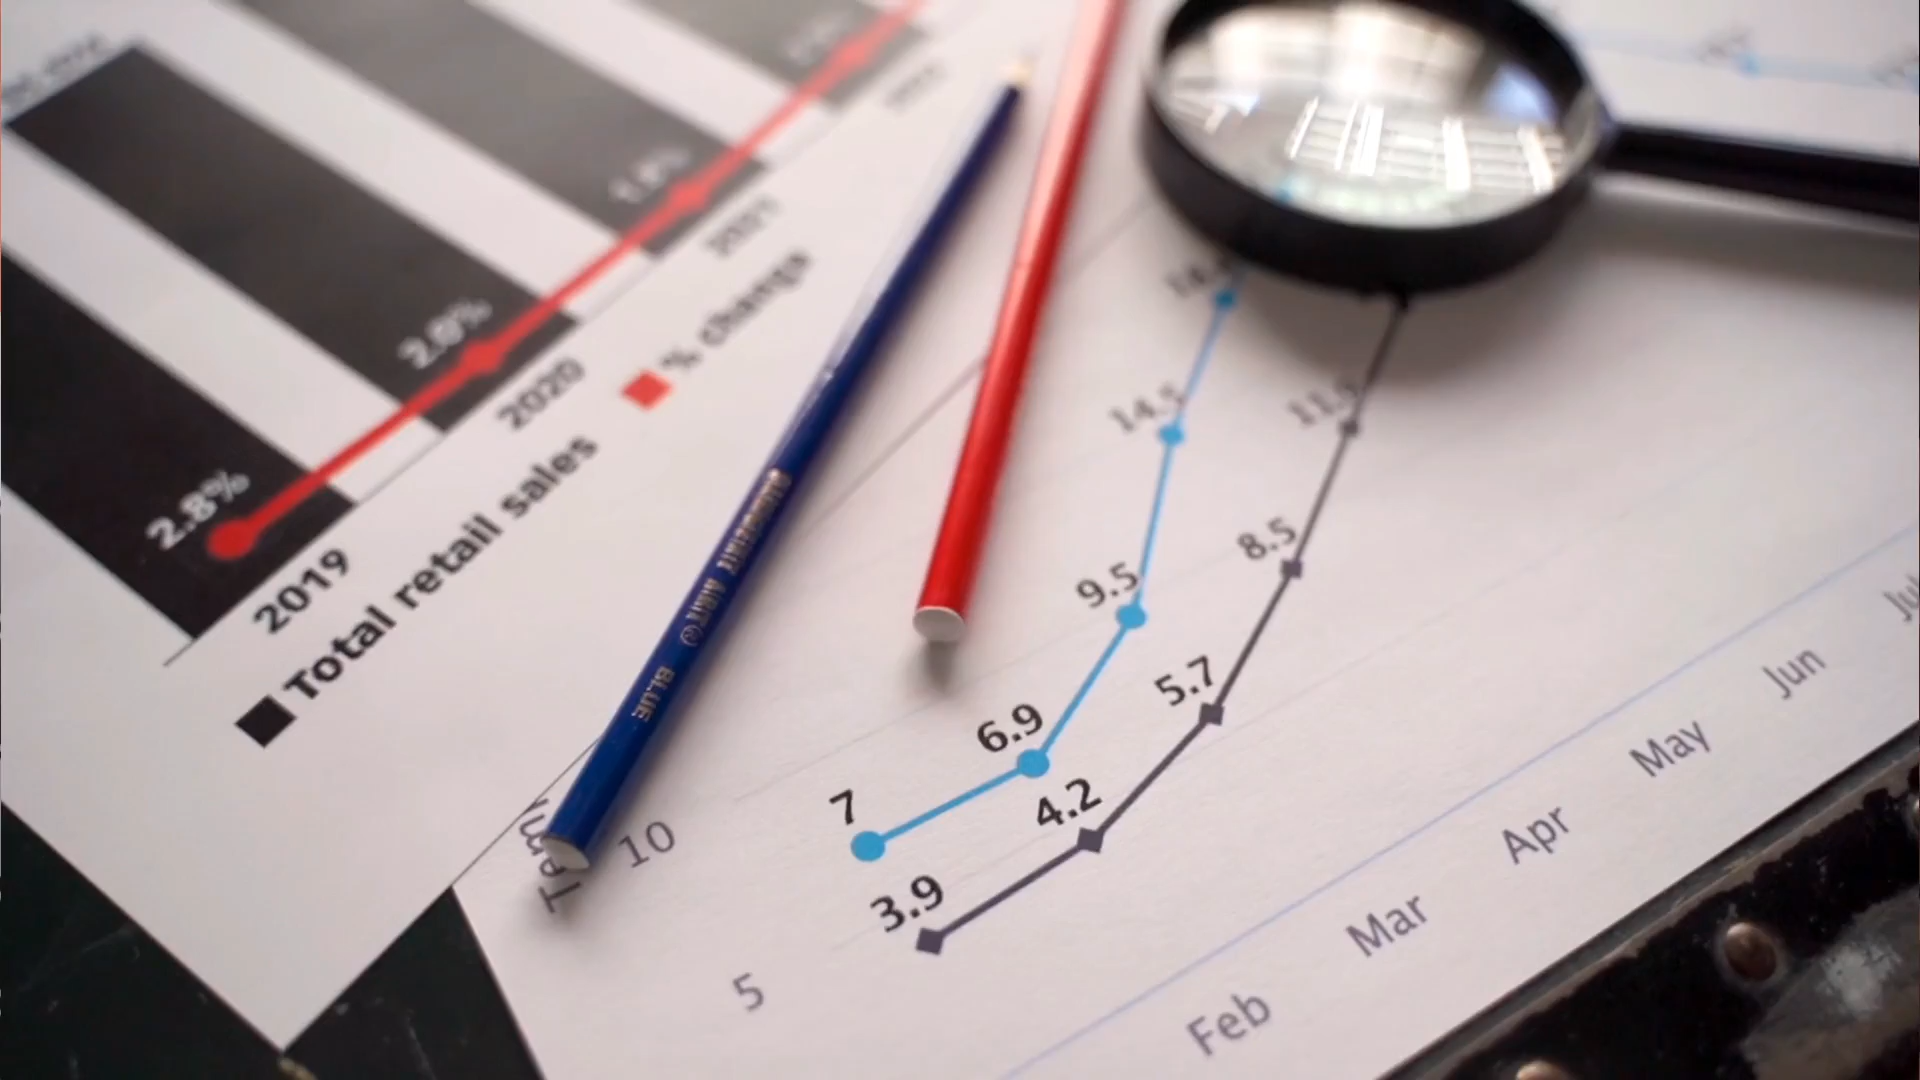 2.8%
2.0%
2019
2020
2021
Total retail sales
% change
BLUE
14.5
9.5
6.9
7
8.5
5.7
4.2
3.9
10
5
Feb
Mar
Apr
May
Jun